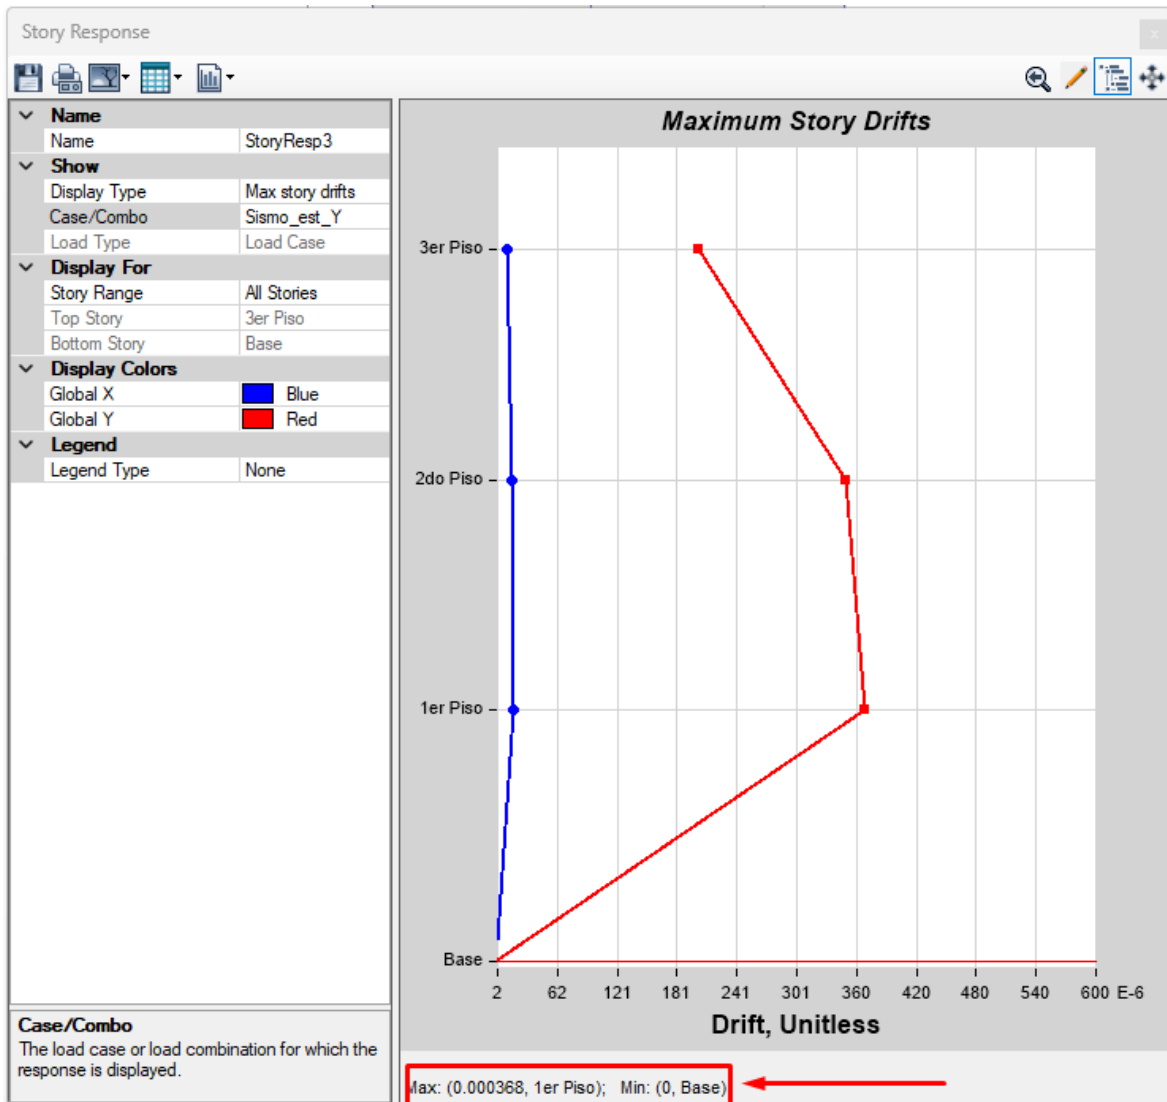 Story Response
x
Name
Name StoryResp3
Show
Display Type Max story drifts
Case/Combo Sismo_est_Y
Load Type Load Case
Display For
Story Range All Stories
Top Story 3er Piso
Bottom Story Base
Display Colors
Global X Blue
Global Y Red
Legend
Legend Type None
Case/Combo
The load case or load combination for which the
response is displayed.
Maximum Story Drifts
3er Piso
2do Piso
1er Piso
Base
2 62 121 181 241 301 360 420 480 540 600 E-6
Drift, Unitless
Max: (0.000368, 1er Piso); Min: (0, Base)